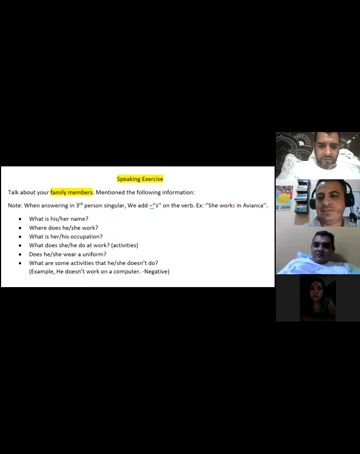 Speaking Exercise
Talk about your family members. Mentioned the following information:
Note: When answering in 3rd person singular, We add –"s" on the verb. Ex: "She works in Avianca".
• What is his/her name?
• Where does he/she work?
• What is her/his occupation?
• What does she/he do at work? (activities)
• Does he/she wear a uniform?
• What are some activities that he/she doesn't do?
(Example, He doesn't work on a computer. -Negative)